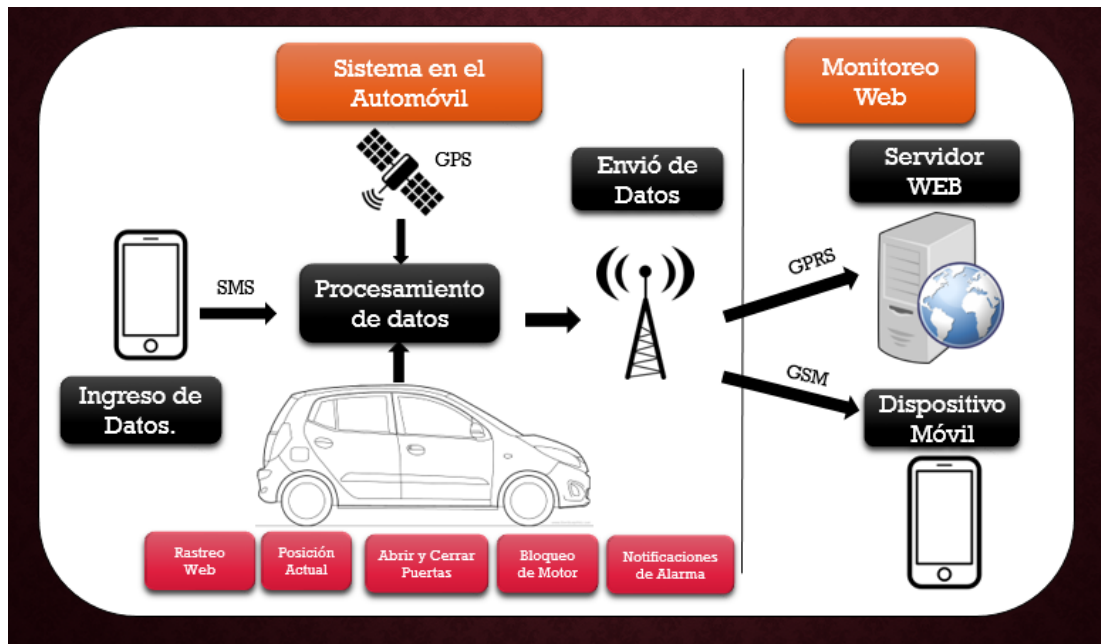 Sistema en el
Automóvil
Monitoreo
Web
GPS
Envió de
Datos
Servidor
WEB
SMS
Procesamiento
de datos
GPRS
Ingreso de
Datos.
GSM
Dispositivo
Móvil
Rastreo
Web
Posición
Actual
Abrir y Cerrar
Puertas
Bloqueo
de Motor
Notificaciones
de Alarma